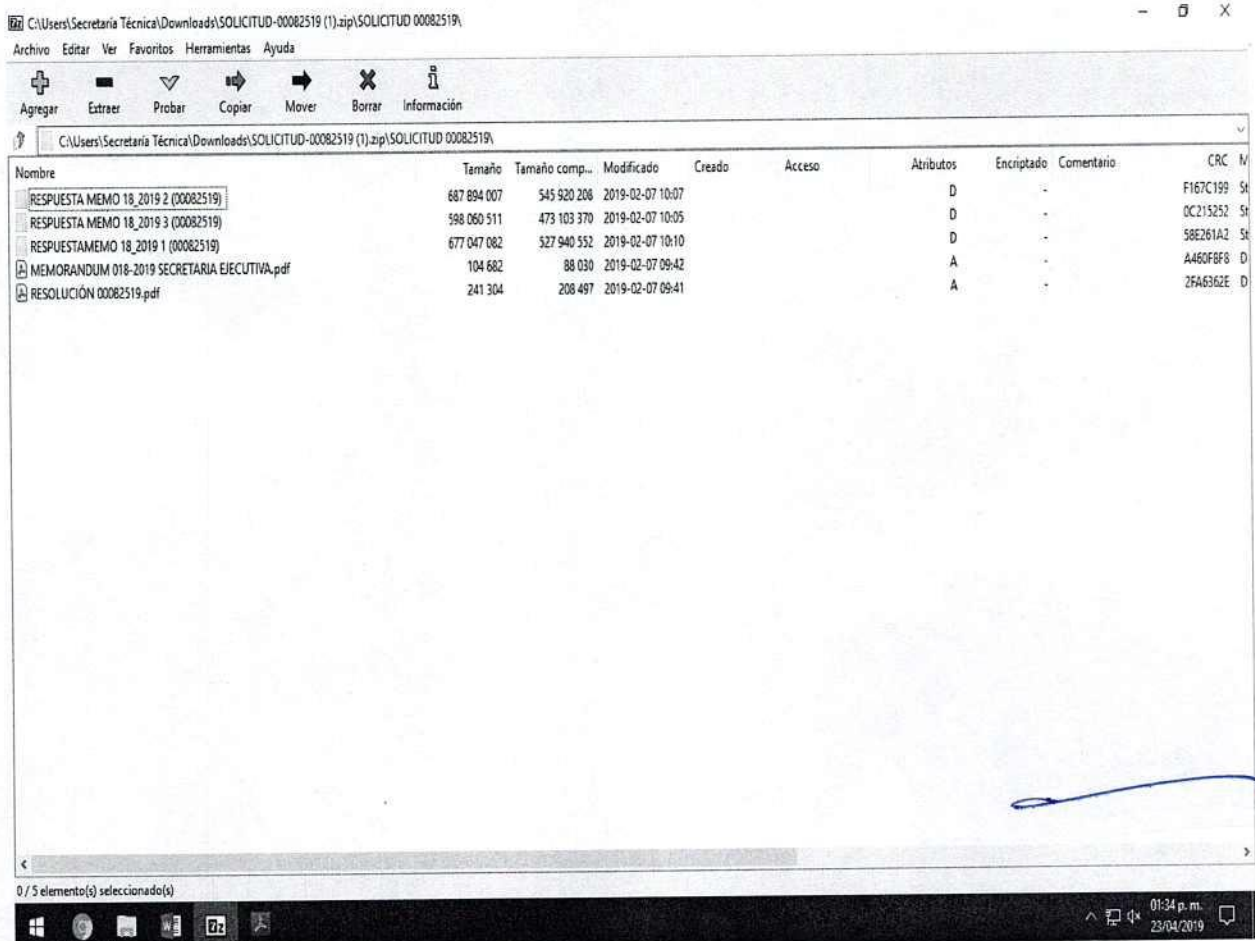 C:\Users\Secretaría Técnica\Downloads\SOLICITUD-00082519 (1).zip\SOLICITUD 00082519\
Archivo Editar Ver Favoritos Herramientas Ayuda
Agregar Extraer Probar Copiar Mover Borrar Información
C:\Users\Secretaría Técnica\Downloads\SOLICITUD-00082519 (1).zip\SOLICITUD 00082519\
Nombre Tamaño Tamaño comp... Modificado Creado Acceso Atributos Encriptado Comentario CRC M
RESPUESTA MEMO 18_2019 2 (00082519) 687 894 007 545 920 208 2019-02-07 10:07 D - F167C199 St
RESPUESTA MEMO 18_2019 3 (00082519) 598 060 511 473 103 370 2019-02-07 10:05 D - 0C215252 St
RESPUESTAMEMO 18_2019 1 (00082519) 677 047 082 527 940 552 2019-02-07 10:10 D - 58E261A2 St
MEMORANDUM 018-2019 SECRETARIA EJECUTIVA.pdf 104 682 88 030 2019-02-07 09:42 A - A460F8F8 D
RESOLUCIÓN 00082519.pdf 241 304 208 497 2019-02-07 09:41 A - 2FA6362E D
0 / 5 elemento(s) seleccionado(s)
01:34 p. m.
23/04/2019